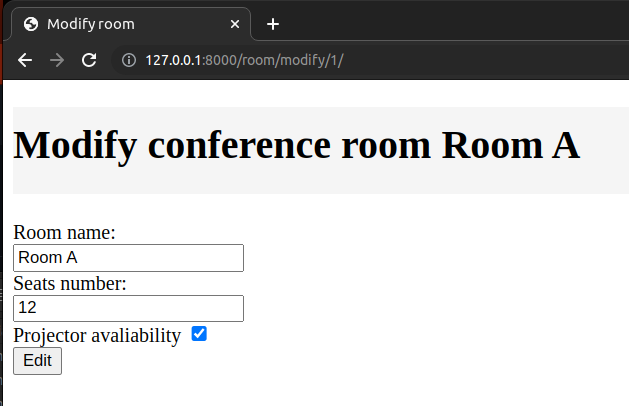 Modify room
127.0.0.1:8000/room/modify/1/
Modify conference room Room A
Room name:
Room A
Seats number:
12
Projector avaliability
Edit